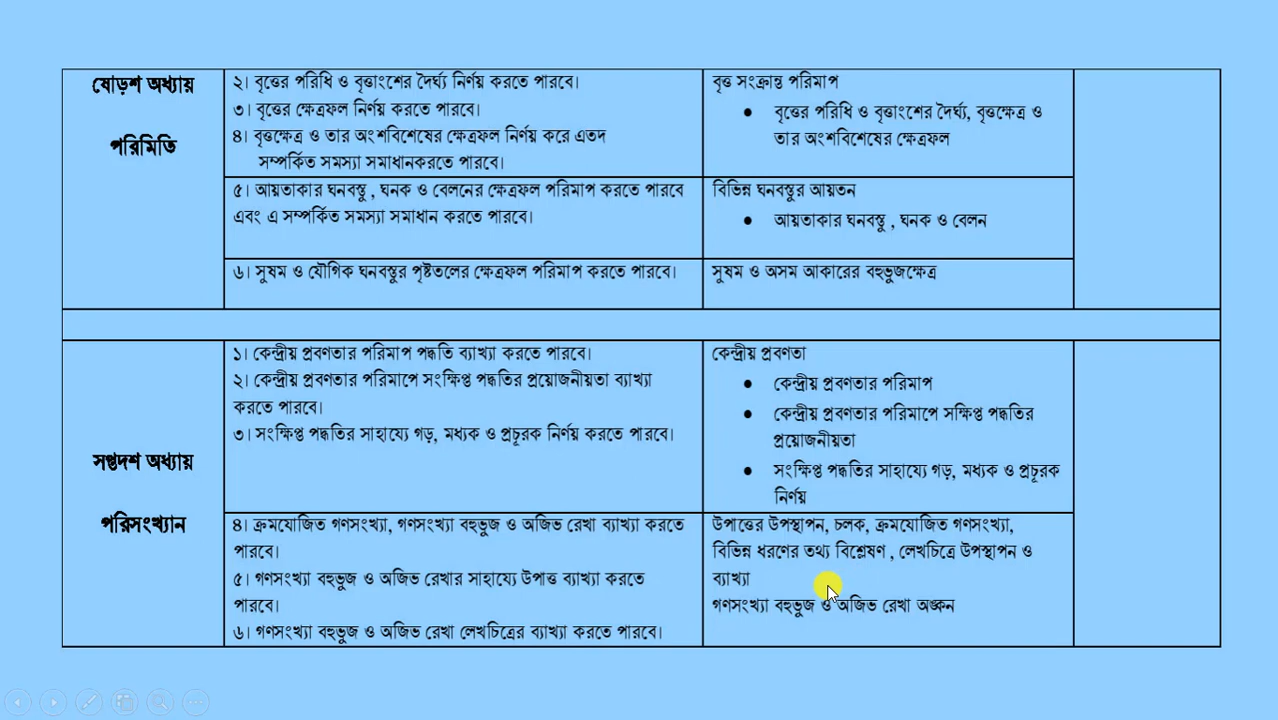 ষোড়শ অধ্যায়
পরিমিতি
২। বৃত্তের পরিধি ও বৃত্তাংশের দৈর্ঘ্য নির্ণয় করতে পারবে।
৩। বৃত্তের ক্ষেত্রফল নির্ণয় করতে পারবে।
৪। বৃত্তক্ষেত্র ও তার অংশবিশেষের ক্ষেত্রফল নির্ণয় করে এতদ
সম্পর্কিত সমস্যা সমাধানকরতে পারবে।
বৃত্ত সংক্রান্ত পরিমাপ
● বৃত্তের পরিধি ও বৃত্তাংশের দৈর্ঘ্য, বৃত্তক্ষেত্র ও
তার অংশবিশেষের ক্ষেত্রফল
৫। আয়তাকার ঘনবস্তু , ঘনক ও বেলনের ক্ষেত্রফল পরিমাপ করতে পারবে
এবং এ সম্পর্কিত সমস্যা সমাধান করতে পারবে।
বিভিন্ন ঘনবস্তুর আয়তন
● আয়তাকার ঘনবস্তু , ঘনক ও বেলন
৬। সুষম ও যৌগিক ঘনবস্তুর পৃষ্টতলের ক্ষেত্রফল পরিমাপ করতে পারবে।
সুষম ও অসম আকারের বহুভুজক্ষেত্র
সপ্তদশ অধ্যায়
পরিসংখ্যান
১। কেন্দ্রীয় প্রবণতার পরিমাপ পদ্ধতি ব্যাখ্যা করতে পারবে।
২। কেন্দ্রীয় প্রবণতার পরিমাপে সংক্ষিপ্ত পদ্ধতির প্রয়োজনীয়তা ব্যাখ্যা
করতে পারবে।
৩। সংক্ষিপ্ত পদ্ধতির সাহায্যে গড়, মধ্যক ও প্রচূরক নির্ণয় করতে পারবে।
কেন্দ্রীয় প্রবণতা
● কেন্দ্রীয় প্রবণতার পরিমাপ
● কেন্দ্রীয় প্রবণতার পরিমাপে সক্ষিপ্ত পদ্ধতির
প্রয়োজনীয়তা
● সংক্ষিপ্ত পদ্ধতির সাহায্যে গড়, মধ্যক ও প্রচূরক
নির্ণয়
৪। ক্রমযোজিত গণসংখ্যা, গণসংখ্যা বহুভুজ ও অজিভ রেখা ব্যাখ্যা করতে
পারবে।
৫। গণসংখ্যা বহুভুজ ও অজিভ রেখার সাহায্যে উপাত্ত ব্যাখ্যা করতে
পারবে।
৬। গণসংখ্যা বহুভুজ ও অজিভ রেখা লেখচিত্রের ব্যাখ্যা করতে পারবে।
উপাত্তের উপস্থাপন, চলক, ক্রমযোজিত গণসংখ্যা,
বিভিন্ন ধরণের তথ্য বিশ্লেষণ , লেখচিত্রে উপস্থাপন ও
ব্যাখ্যা
গণসংখ্যা বহুভুজ ও অজিভ রেখা অঙ্কন